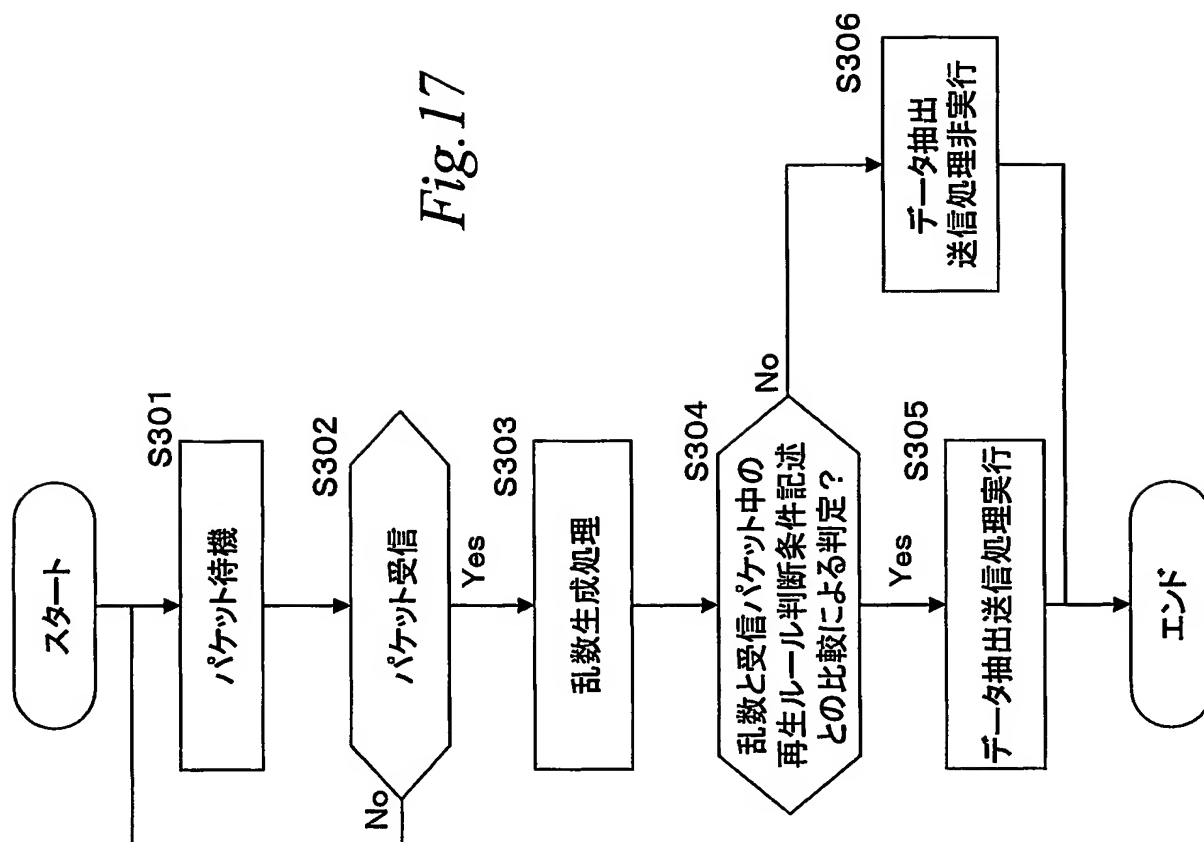 Fig.17
スタート
S301
パケット待機
S302
パケット受信
No
Yes
S303
乱数生成処理
S304
乱数と受信パケット中の
再生ルール判断条件記述
との比較による判定？
No
Yes
S305
データ抽出送信処理実行
S306
データ抽出
送信処理非実行
エンド